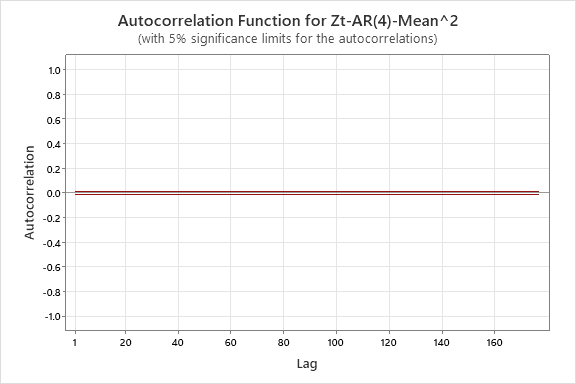 Autocorrelation Function for Zt-AR(4)-Mean^2
(with 5% significance limits for the autocorrelations)
1.0
0.8
0.6
0.4
0.2
0.0
-0.2
-0.4
-0.6
-0.8
-1.0
Autocorrelation
1 20 40 60 80 100 120 140 160
Lag